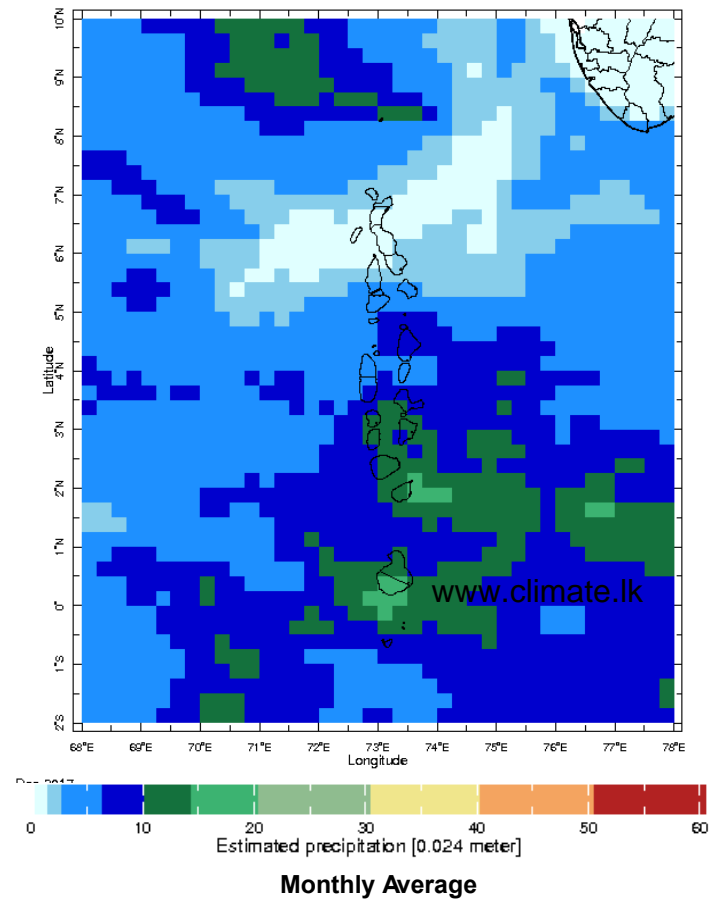 10°N
9°N
8°N
7°N
6°N
5°N
4°N
3°N
2°N
1°N
0°
1°S
2°S
Latitude
www.climate.lk
68°E 69°E 70°E 71°E 72°E 73°E 74°E 75°E 76°E 77°E 78°E
Longitude
Dec 2017
0 10 20 30 40 50 60
Estimated precipitation [0.024 meter]
Monthly Average